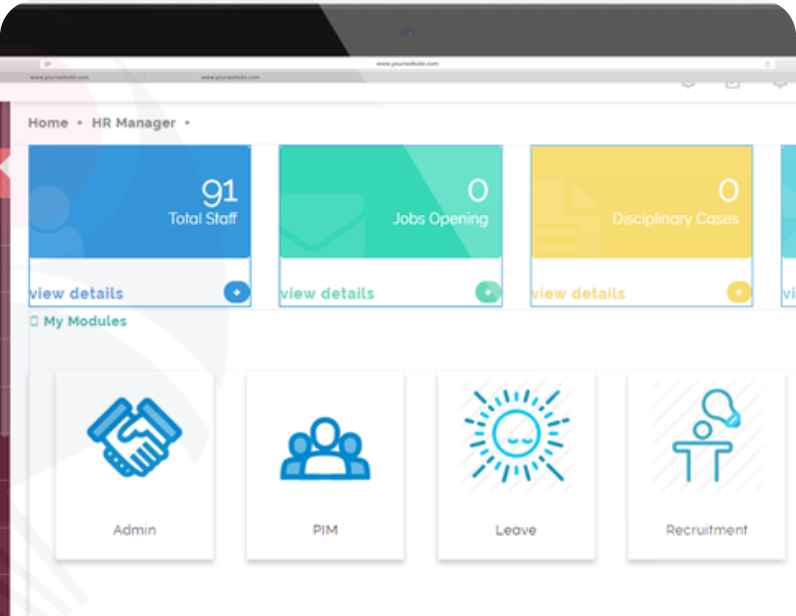 www.yourwebsite.com
www.yourwebsite.com
www.yourwebsite.com
Home • HR Manager •
91
Total Staff
view details
0
Jobs Opening
view details
0
Disciplinary Cases
view details
vi
My Modules
Admin
PIM
Leave
Recruitment